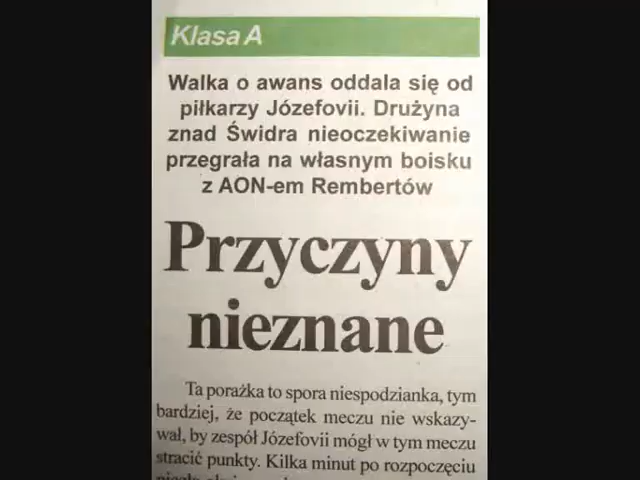 Klasa A
Walka o awans oddala się od
piłkarzy Józefovii. Drużyna
znad Świdra nieoczekiwanie
przegrała na własnym boisku
z AON-em Rembertów
Przyczyny
nieznane
Ta porażka to spora niespodzianka, tym
bardziej, że początek meczu nie wskazy-
wał, by zespół Józefovii mógł w tym meczu
stracić punkty. Kilka minut po rozpoczęciu